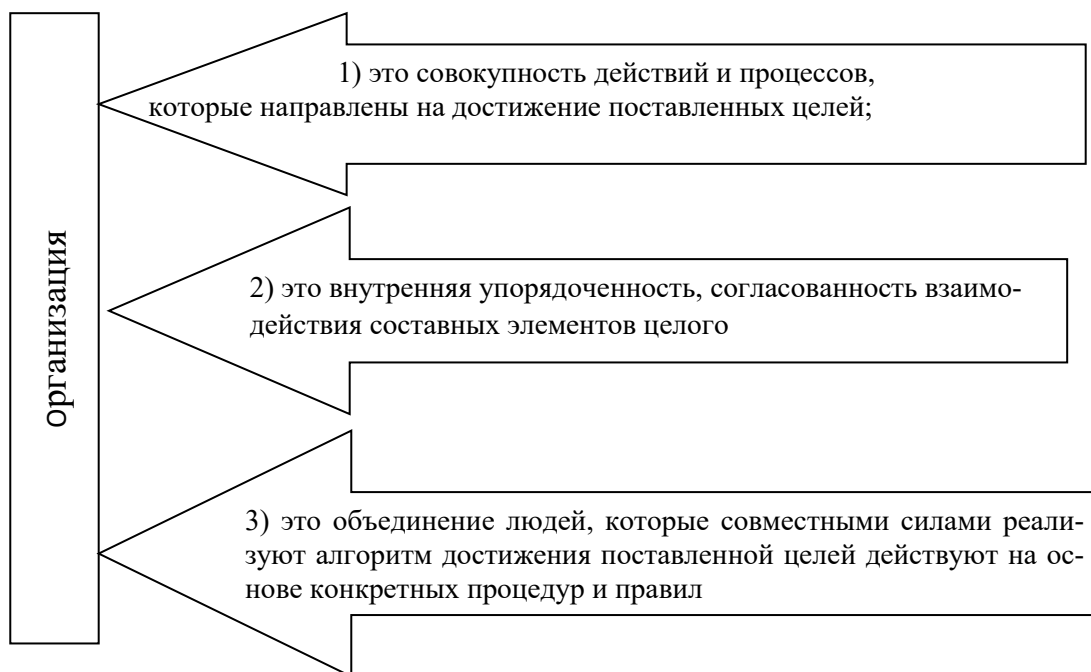 организация
1) это совокупность действий и процессов,
которые направлены на достижение поставленных целей;
2) это внутренняя упорядоченность, согласованность взаимо-
действия составных элементов целого
3) это объединение людей, которые совместными силами реали-
зуют алгоритм достижения поставленной целей действуют на ос-
нове конкретных процедур и правил